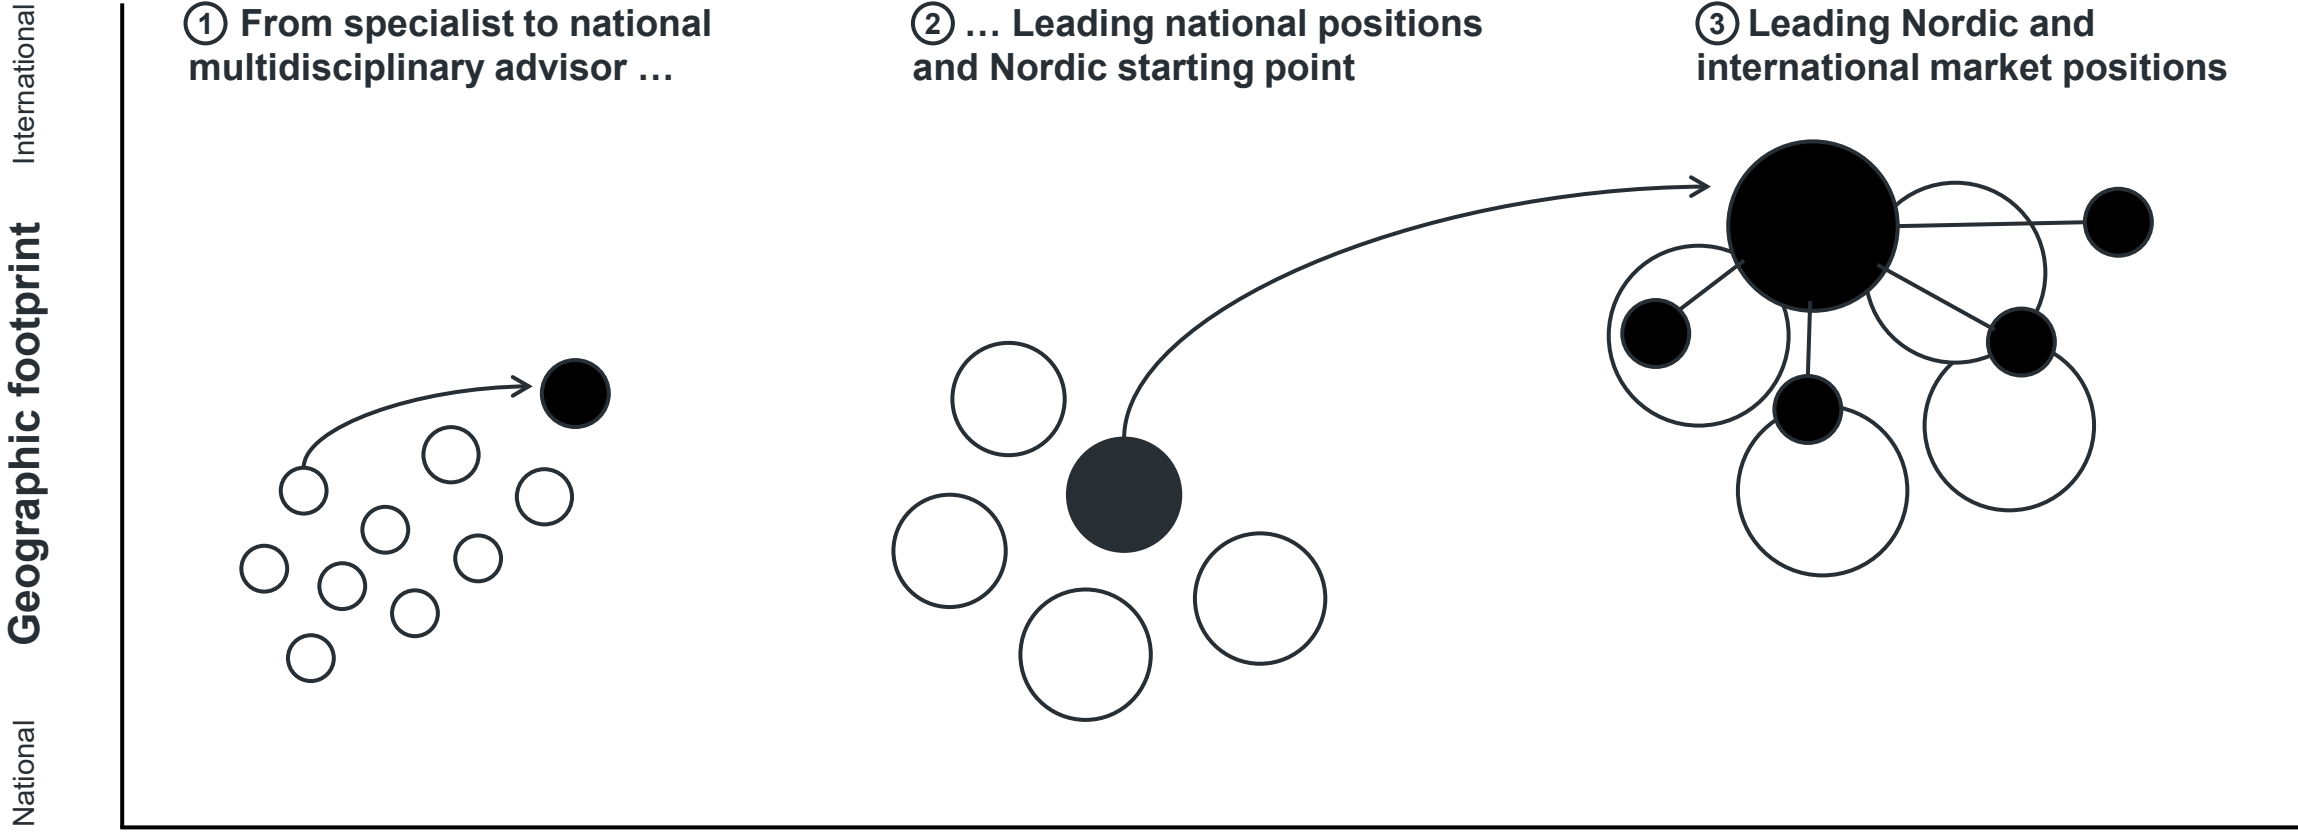 International
Geographic footprint
National
① From specialist to national
multidisciplinary advisor …
② … Leading national positions
and Nordic starting point
③ Leading Nordic and
international market positions